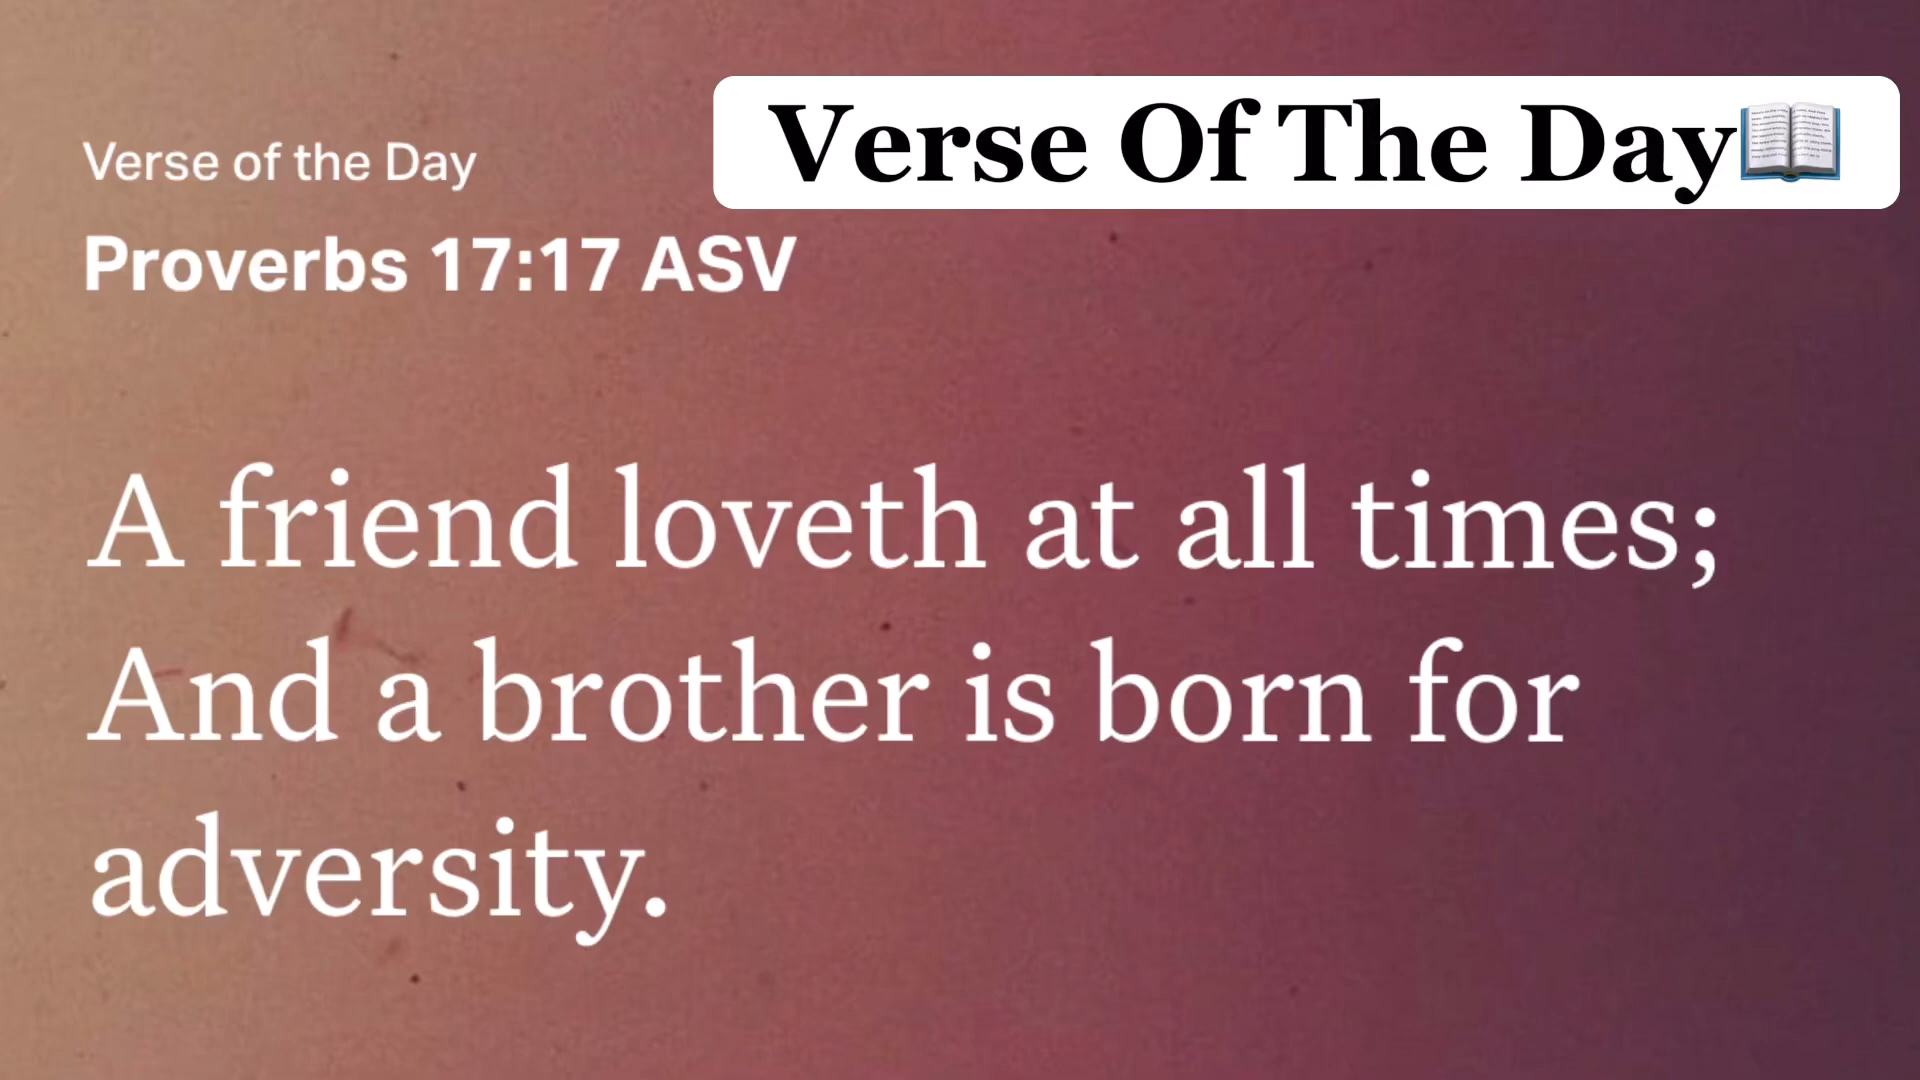 Verse Of The Day📖
Verse of the Day
Proverbs 17:17 ASV
A friend loveth at all times;
And a brother is born for
adversity.